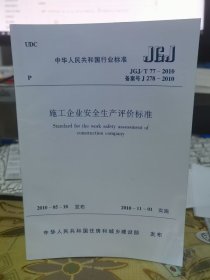 UDC
中华人民共和国行业标准
JGJ
P
JGJ/T 77-2010
备案号 J 278-2010
施工企业安全生产评价标准
Standard for the work safety assessment of
construction company
2010-05-18 发布
2010-11-01 实施
中华人民共和国住房和城乡建设部 发布